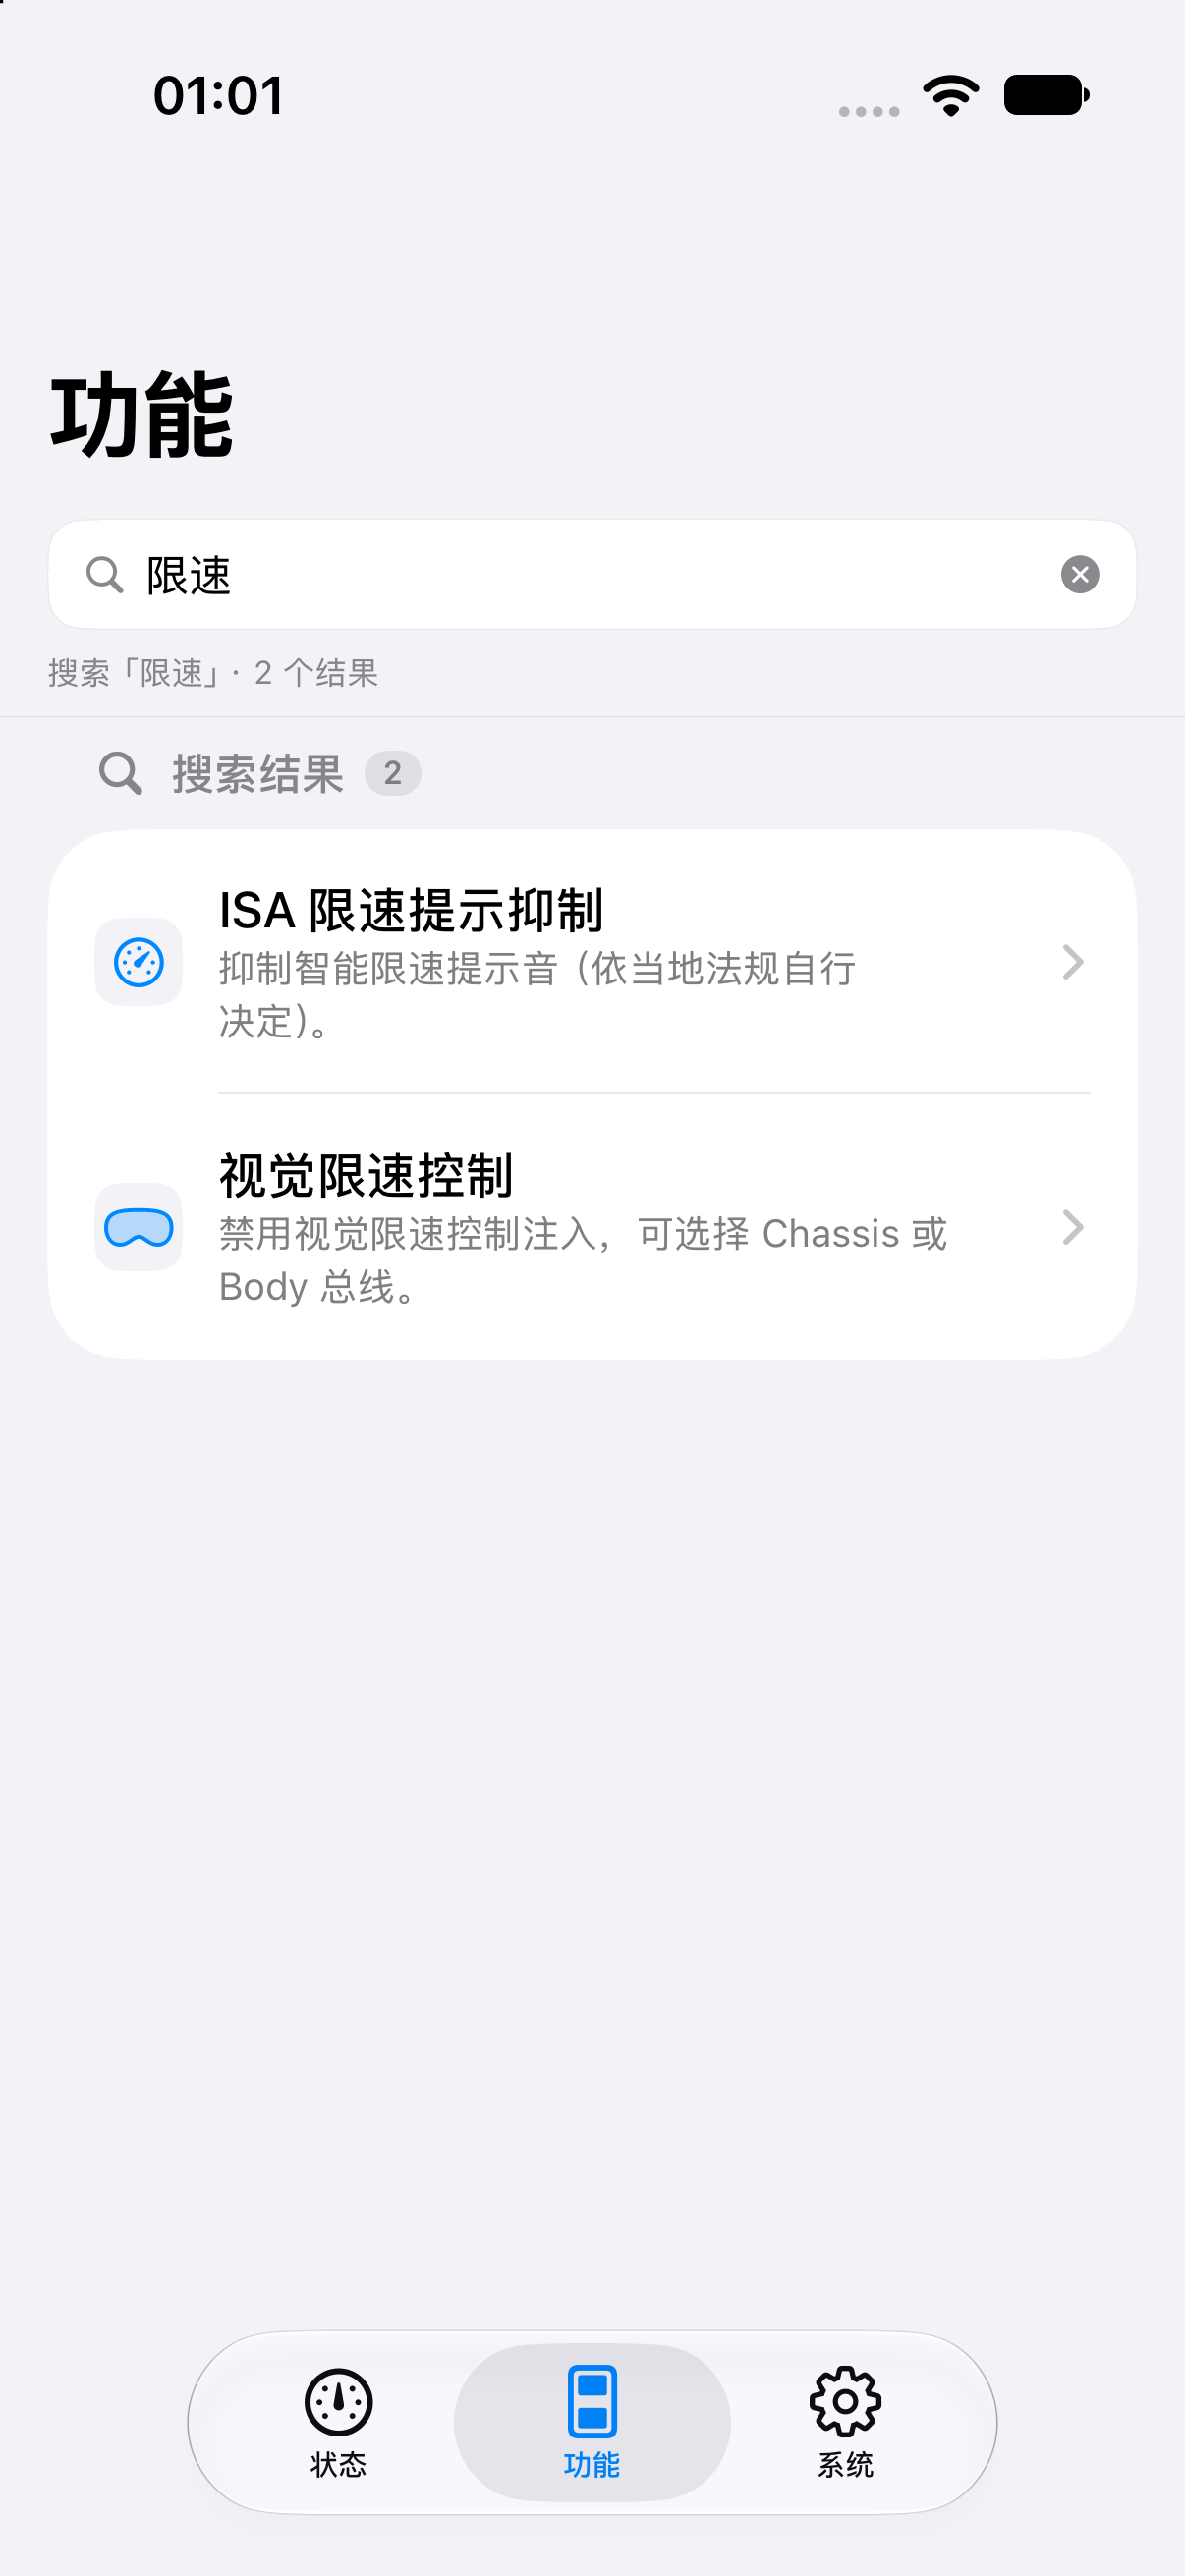 01:01
功能
限速
搜索「限速」· 2 个结果
搜索结果 2
ISA 限速提示抑制
抑制智能限速提示音（依当地法规自行
决定）。
视觉限速控制
禁用视觉限速控制注入，可选择 Chassis 或
Body 总线。
状态 功能 系统